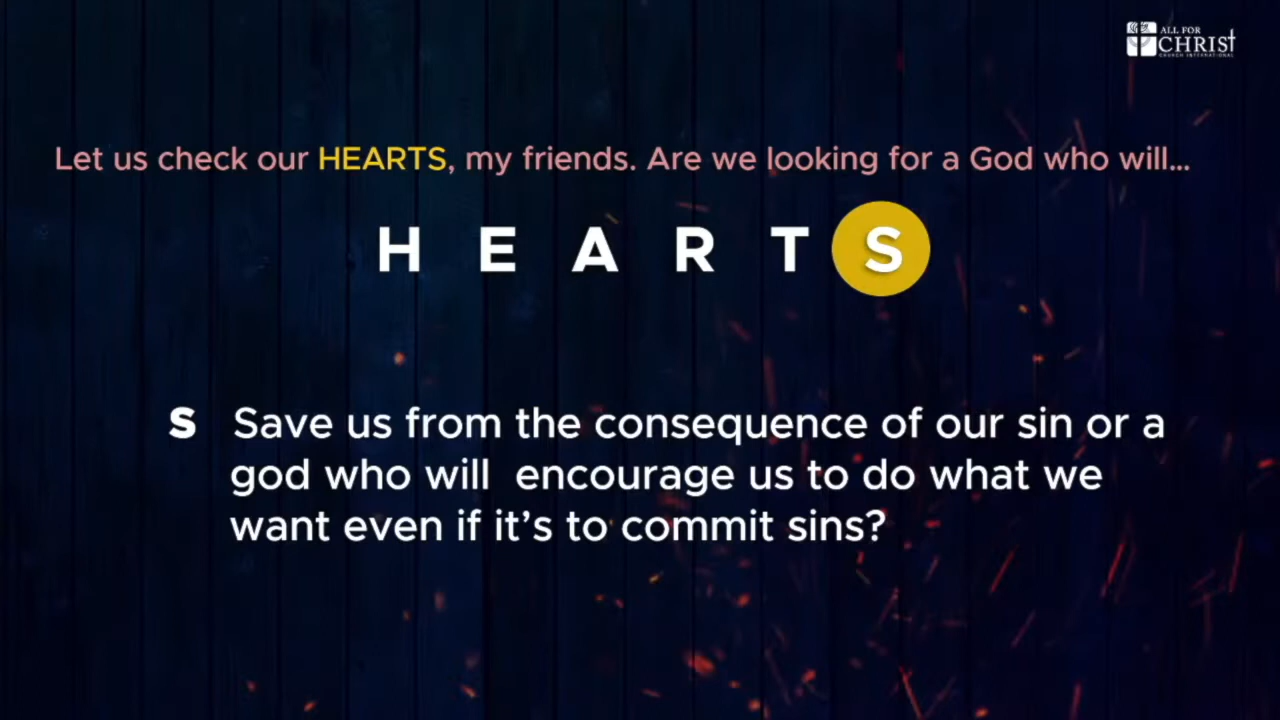 ALL FOR
CHRIST
CHURCH INTERNATIONAL
Let us check our HEARTS, my friends. Are we looking for a God who will...
H E A R T S
S Save us from the consequence of our sin or a
god who will encourage us to do what we
want even if it's to commit sins?